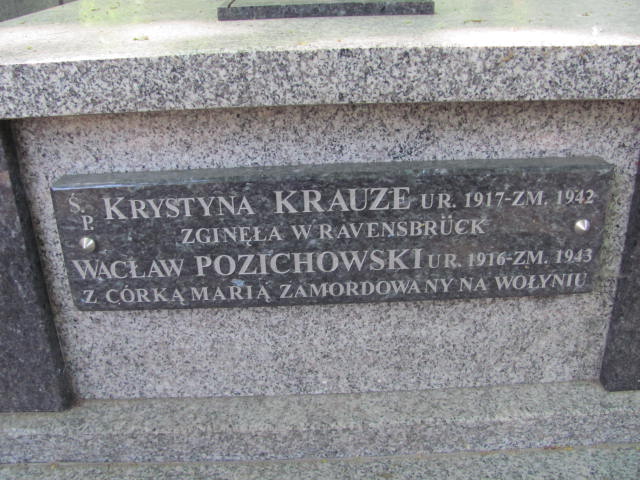 Ś.P. KRYSTYNA KRAUZE UR. 1917-ZM. 1942
ZGINĘŁA W RAVENSBRÜCK
WACŁAW POZICHOWSKI UR. 1916-ZM. 1943
Z CÓRKĄ MARIĄ ZAMORDOWANY NA WOŁYNIU